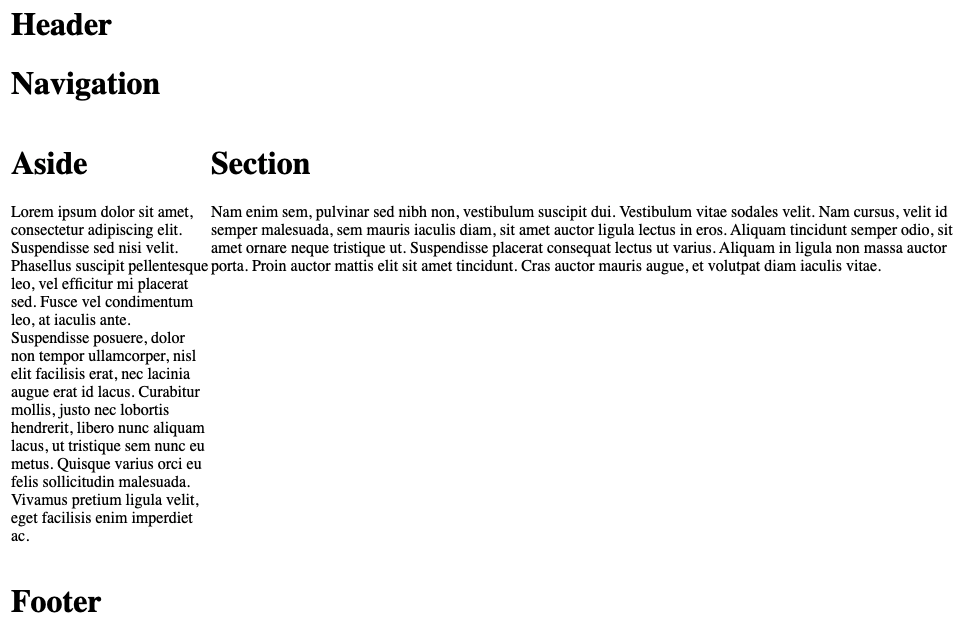 Header
Navigation
Aside
Lorem ipsum dolor sit amet,
consectetur adipiscing elit.
Suspendisse sed nisi velit.
Phasellus suscipit pellentesque
leo, vel efficitur mi placerat
sed. Fusce vel condimentum
leo, at iaculis ante.
Suspendisse posuere, dolor
non tempor ullamcorper, nisl
elit facilisis erat, nec lacinia
augue erat id lacus. Curabitur
mollis, justo nec lobortis
hendrerit, libero nunc aliquam
lacus, ut tristique sem nunc eu
metus. Quisque varius orci eu
felis sollicitudin malesuada.
Vivamus pretium ligula velit,
eget facilisis enim imperdiet
ac.
Section
Nam enim sem, pulvinar sed nibh non, vestibulum suscipit dui. Vestibulum vitae sodales velit. Nam cursus, velit id
semper malesuada, sem mauris iaculis diam, sit amet auctor ligula lectus in eros. Aliquam tincidunt semper odio, sit
amet ornare neque tristique ut. Suspendisse placerat consequat lectus ut varius. Aliquam in ligula non massa auctor
porta. Proin auctor mattis elit sit amet tincidunt. Cras auctor mauris augue, et volutpat diam iaculis vitae.
Footer